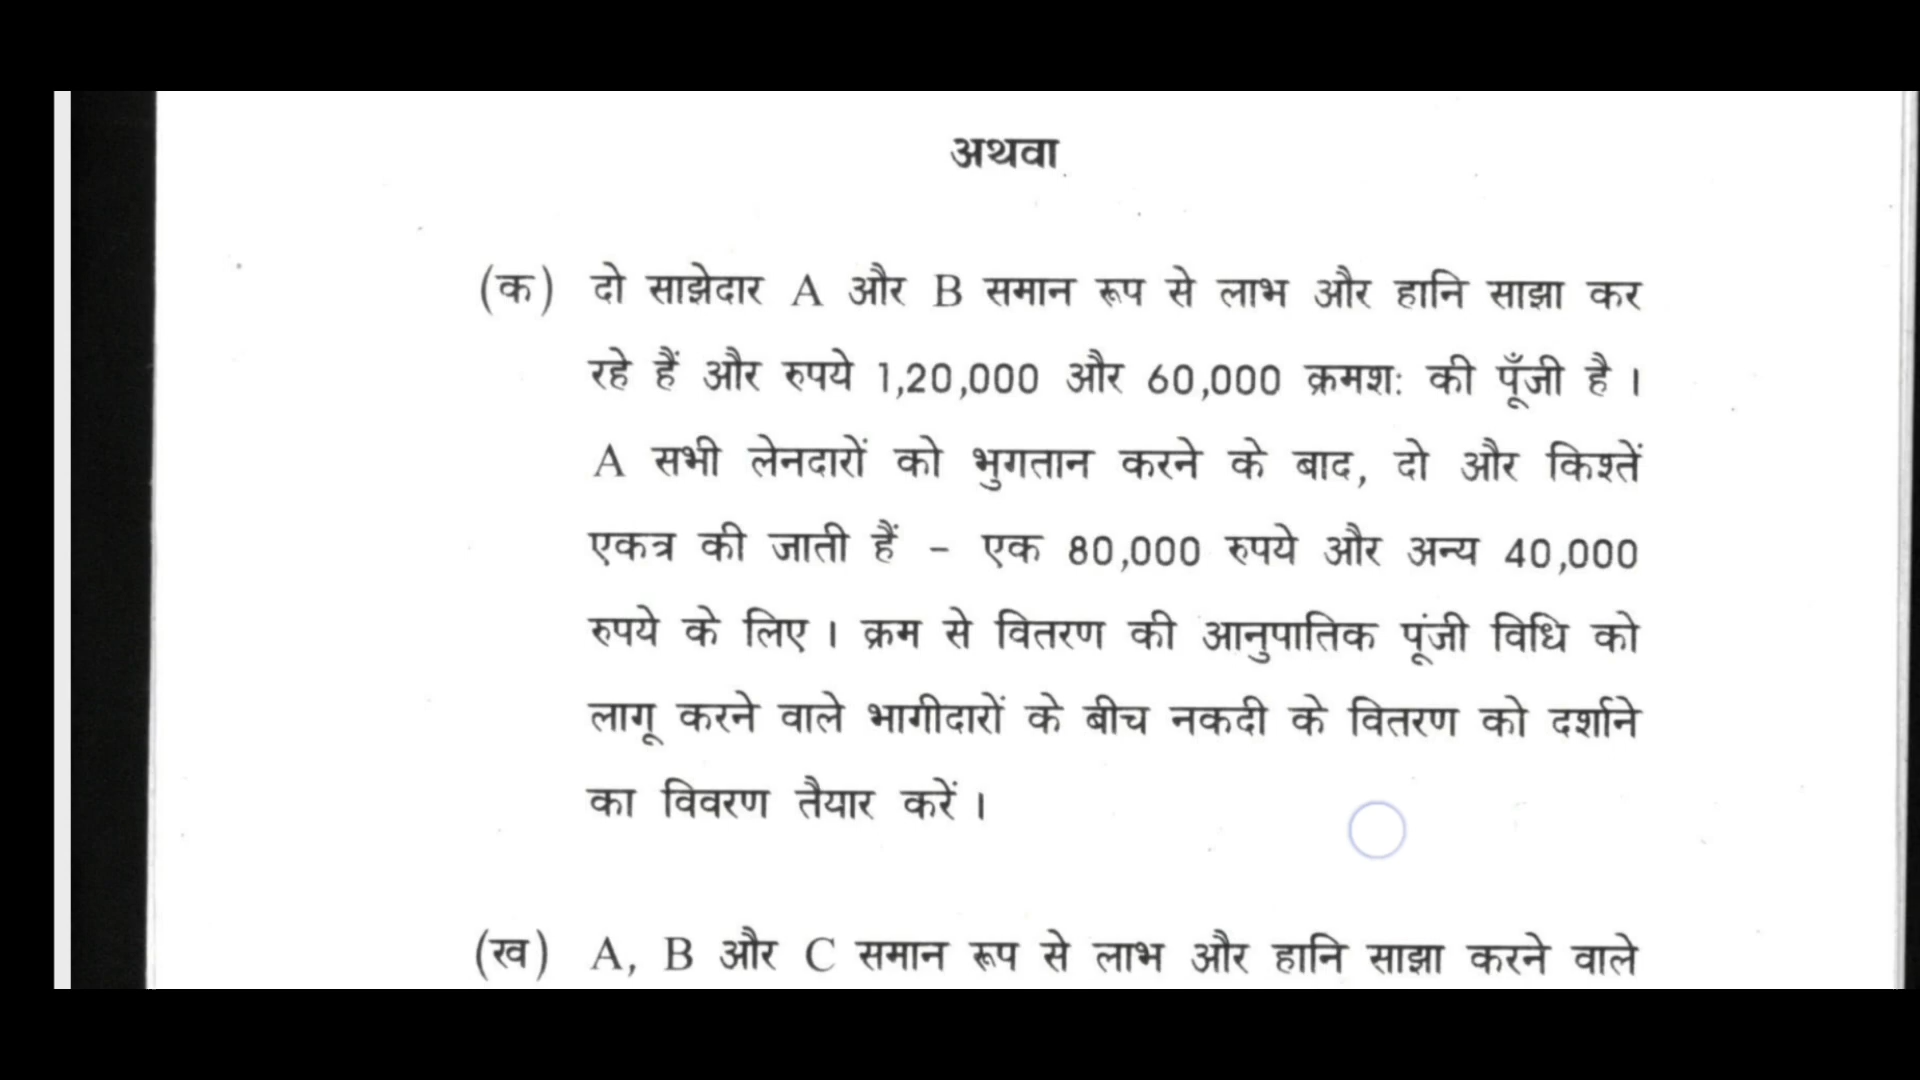 अथवा
(क) दो साझेदार A और B समान रूप से लाभ और हानि साझा कर
रहे हैं और रुपये 1,20,000 और 60,000 क्रमश: की पूँजी है ।
A सभी लेनदारों को भुगतान करने के बाद, दो और किश्तें
एकत्र की जाती हैं - एक 80,000 रुपये और अन्य 40,000
रुपये के लिए । क्रम से वितरण की आनुपातिक पूंजी विधि को
लागू करने वाले भागीदारों के बीच नकदी के वितरण को दर्शाने
का विवरण तैयार करें ।
(ख) A, B और C समान रूप से लाभ और हानि साझा करने वाले